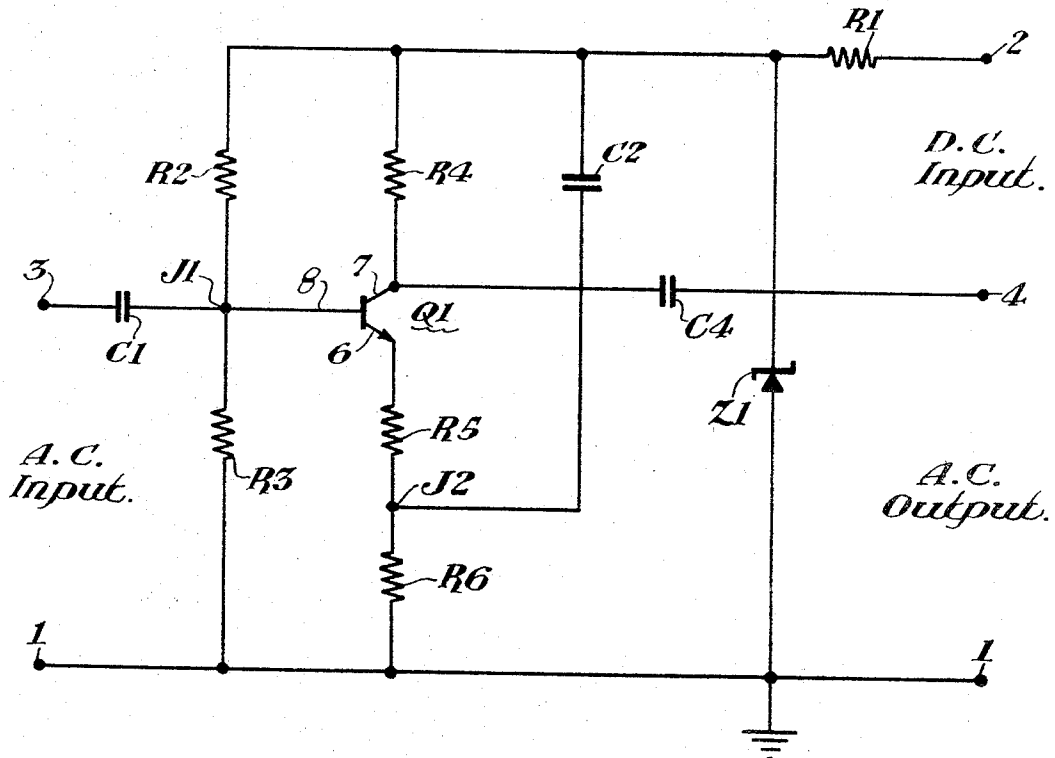 R1
2
D.C.
Input.
R2
R4
C2
3
J1
8
7
Q1
C1
6
C4
4
Z1
R5
A.C.
Input.
R3
J2
A.C.
Output.
R6
1
1